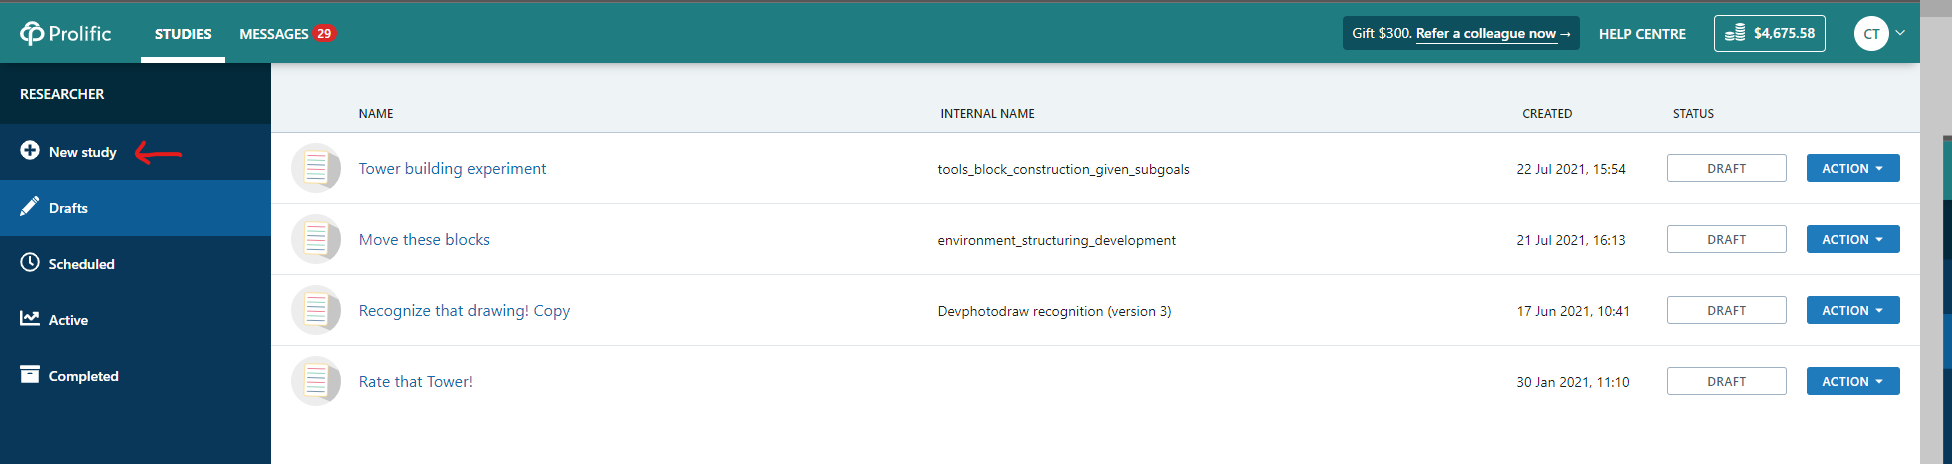 Prolific STUDIES MESSAGES 29 Gift $300. Refer a colleague now → HELP CENTRE $4,675.58 CT
RESEARCHER
New study
Drafts
Scheduled
Active
Completed
NAME INTERNAL NAME CREATED STATUS
Tower building experiment tools_block_construction_given_subgoals 22 Jul 2021, 15:54 DRAFT ACTION
Move these blocks environment_structuring_development 21 Jul 2021, 16:13 DRAFT ACTION
Recognize that drawing! Copy Devphotodraw recognition (version 3) 17 Jun 2021, 10:41 DRAFT ACTION
Rate that Tower! 30 Jan 2021, 11:10 DRAFT ACTION